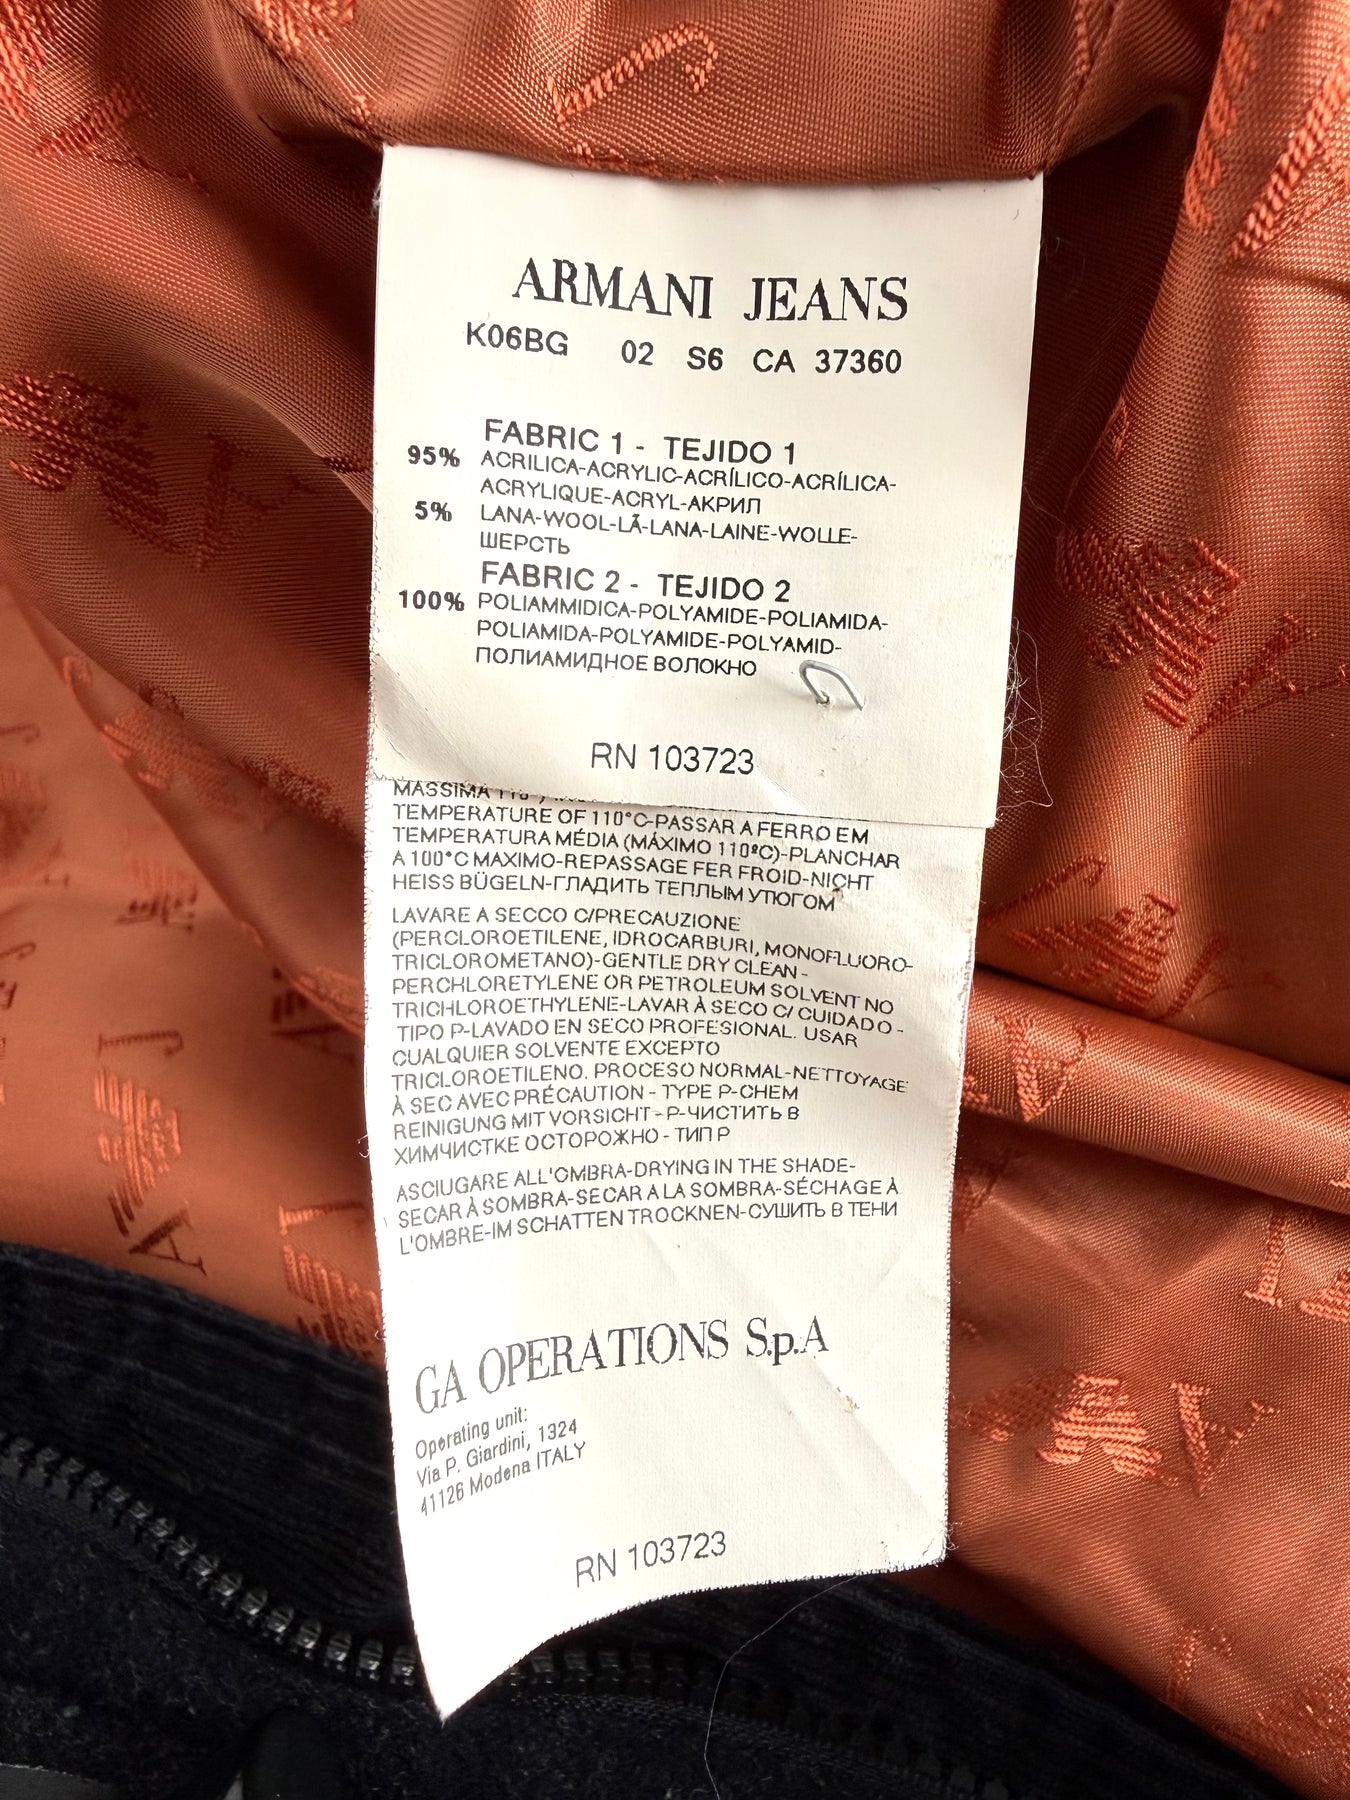 ARMANI JEANS
K06BG 02 S6 CA 37360
FABRIC 1 - TEJIDO 1
95% ACRILICA-ACRYLIC-ACRÍLICO-ACRÍLICA-
ACRYLIQUE-ACRYL-АКРИЛ
5% LANA-WOOL-LÃ-LANA-LAINE-WOLLE-
ШЕРСТЬ
FABRIC 2 - TEJIDO 2
100% POLIAMMIDICA-POLYAMIDE-POLIAMIDA-
POLIAMIDA-POLYAMIDE-POLYAMID-
ПОЛИАМИДНОЕ ВОЛОКНО
RN 103723
MASSIMA
TEMPERATURE OF 110°C-PASSAR A FERRO EM
TEMPERATURA MÉDIA (MÁXIMO 110ºC)-PLANCHAR
A 100°C MAXIMO-REPASSAGE FER FROID-NICHT
HEISS BÜGELN-ГЛАДИТЬ ТЕПЛЫМ УТЮГОМ
LAVARE A SECCO C/PRECAUZIONE
(PERCLOROETILENE, IDROCARBURI, MONOFLUORO-
TRICLOROMETANO)-GENTLE DRY CLEAN -
PERCHLORETYLENE OR PETROLEUM SOLVENT NO
TRICHLOROETHYLENE-LAVAR À SECO C/ CUIDADO -
TIPO P-LAVADO EN SECO PROFESIONAL. USAR
CUALQUIER SOLVENTE EXCEPTO
TRICLOROETILENO. PROCESO NORMAL-NETTOYAGE
À SEC AVEC PRÉCAUTION - TYPE P-CHEM
REINIGUNG MIT VORSICHT - P-ЧИСТИТЬ В
ХИМЧИСТКЕ ОСТОРОЖНО - ТИП P
ASCIUGARE ALL'OMBRA-DRYING IN THE SHADE-
SECAR À SOMBRA-SECAR A LA SOMBRA-SÉCHAGE À
L'OMBRE-IM SCHATTEN TROCKNEN-СУШИТЬ В ТЕНИ
GA OPERATIONS S.p.A
Operating unit:
Via P. Giardini, 1324
41126 Modena ITALY
RN 103723